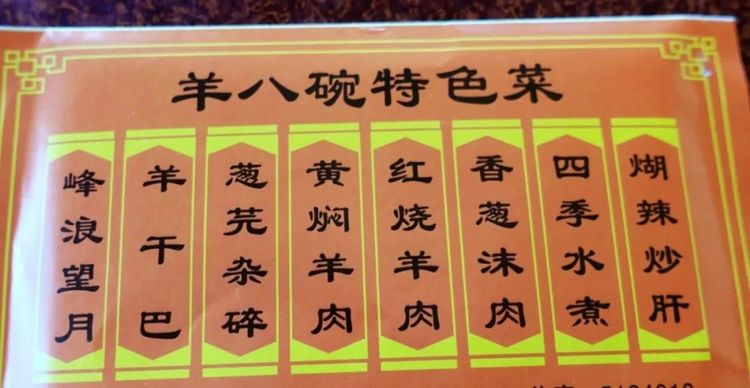 羊八碗特色菜
峰浪望月
羊干巴
葱芫杂碎
黄焖羊肉
红烧羊肉
香葱沫肉
四季水煮
煳辣炒肝